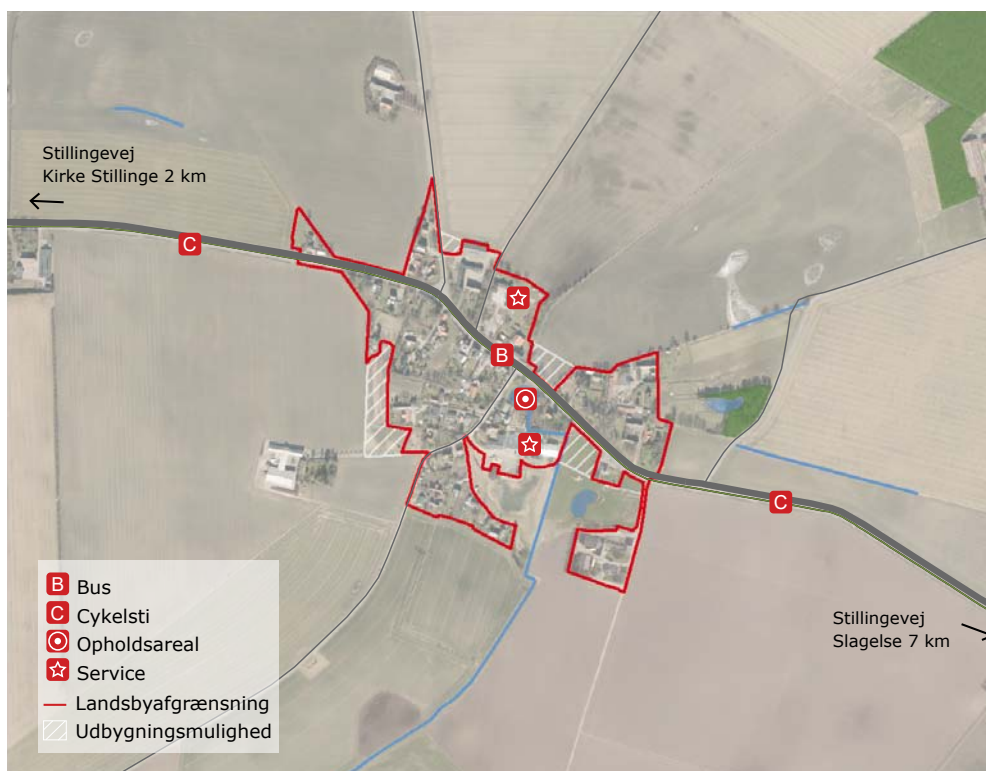 Stillingevej
Kirke Stillinge 2 km
C
B
C
Stillingevej
Slagelse 7 km
B Bus
C Cykelsti
Opholdsareal
Service
Landsbyafgrænsning
Udbygningsmulighed